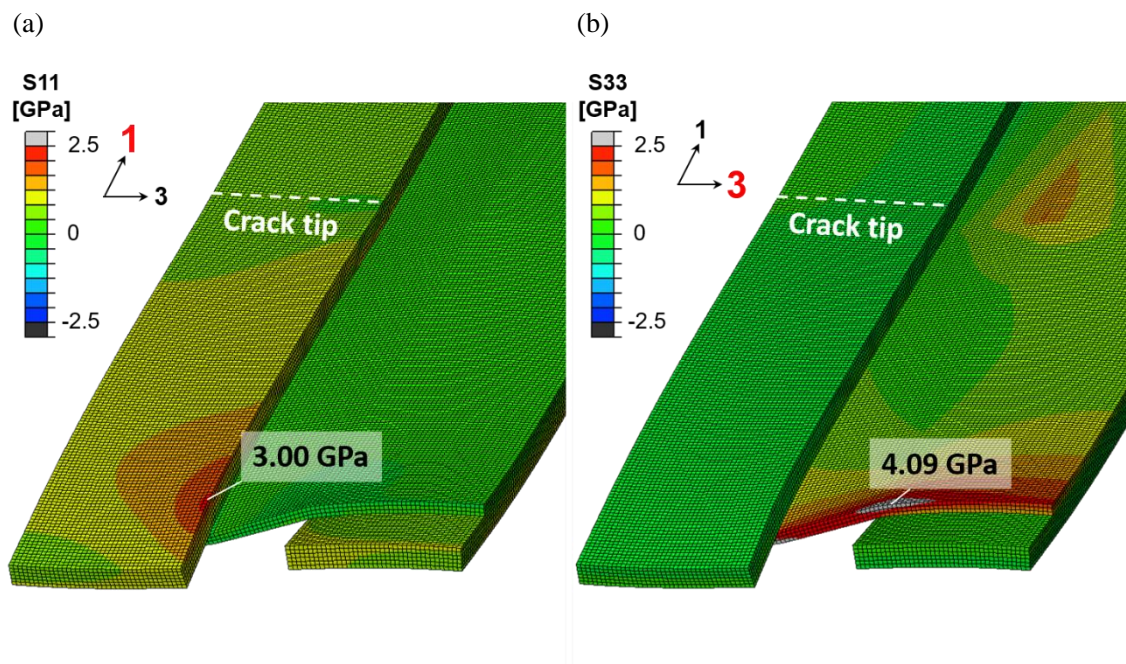 (a)
S11
[GPa]
2.5
0
-2.5
1
3
Crack tip
3.00 GPa
(b)
S33
[GPa]
2.5
0
-2.5
1
3
Crack tip
4.09 GPa